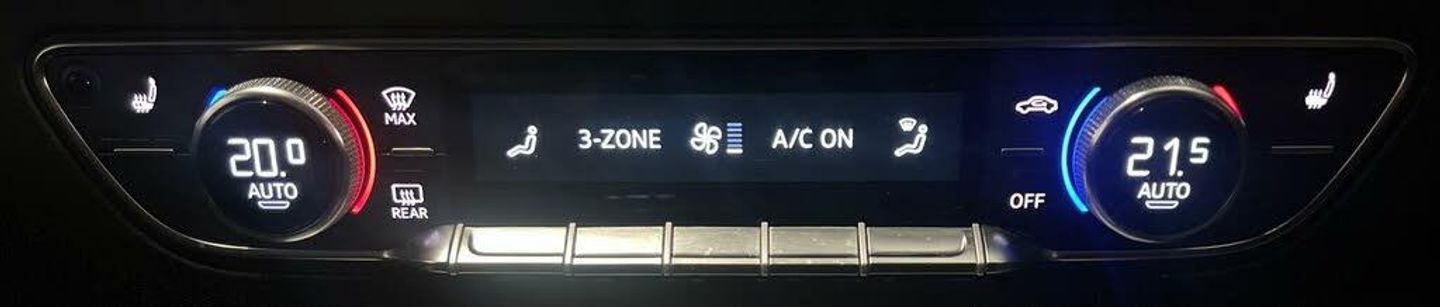 20.0
AUTO
MAX
REAR
3-ZONE
A/C ON
OFF
21.5
AUTO